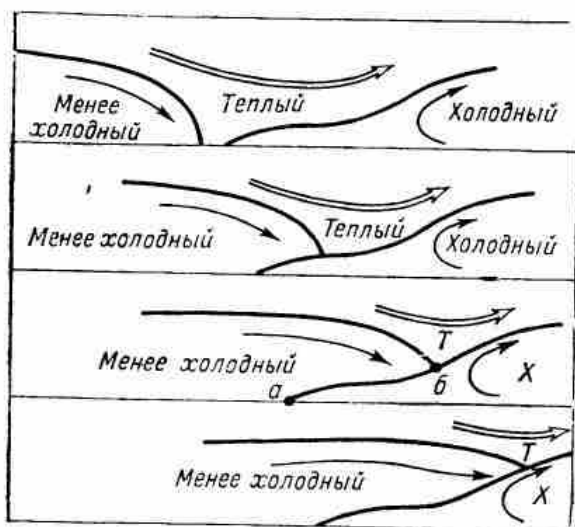 Менее
холодный
Теплый
Холодный
Менее холодный
Теплый
Холодный
Т
Менее холодный
Х
а
б
Т
Менее холодный
Х